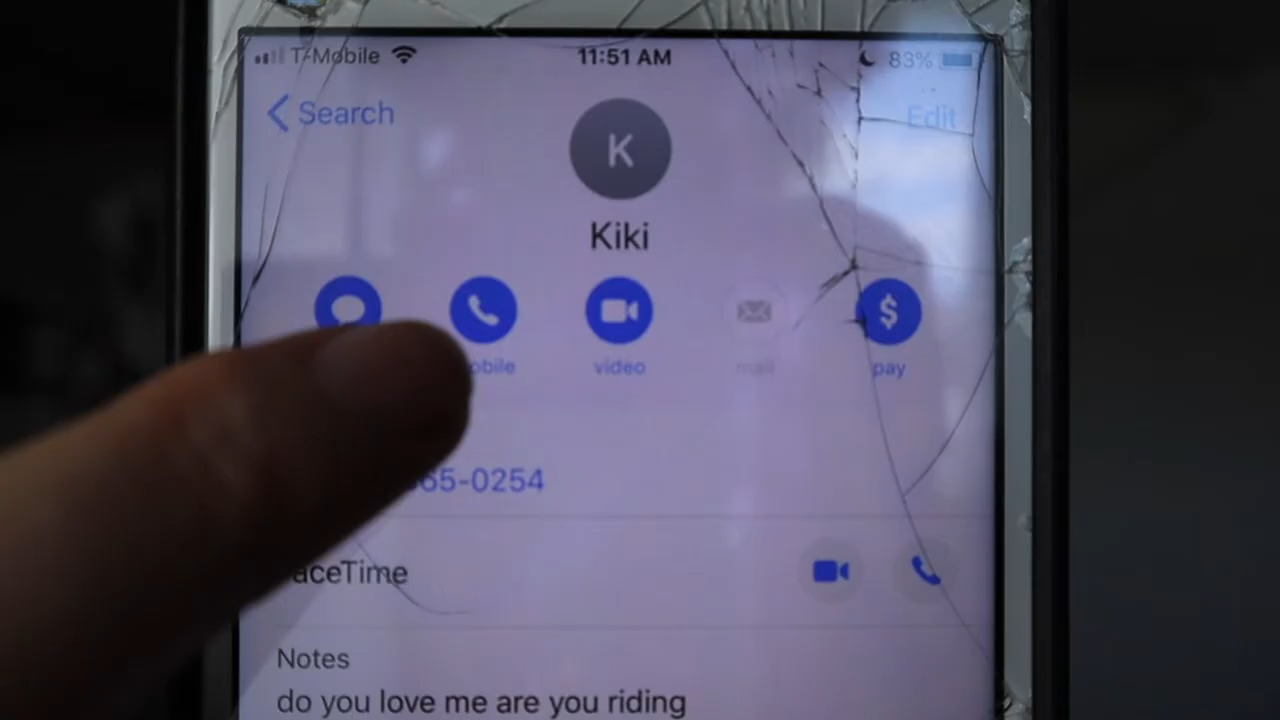 T-Mobile 11:51 AM 83%
Search Edit
K
Kiki
video mail pay
65-0254
aceTime
Notes
do you love me are you riding